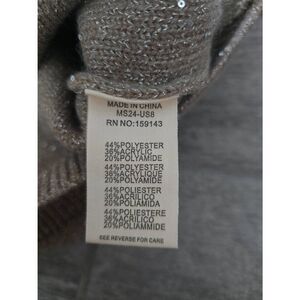 MADE IN CHINA
MS24-US8
RN NO:159143
44%POLYESTER
36%ACRYLIC
20%POLYAMIDE
44%POLYESTER
36%ACRYLIQUE
20%POLYAMIDE
44%POLIESTER
36%ACRILICO
20%POLIAMIDA
44%POLIESTERE
36%ACRILICO
20%POLIAMMIDE
SEE REVERSE FOR CARE